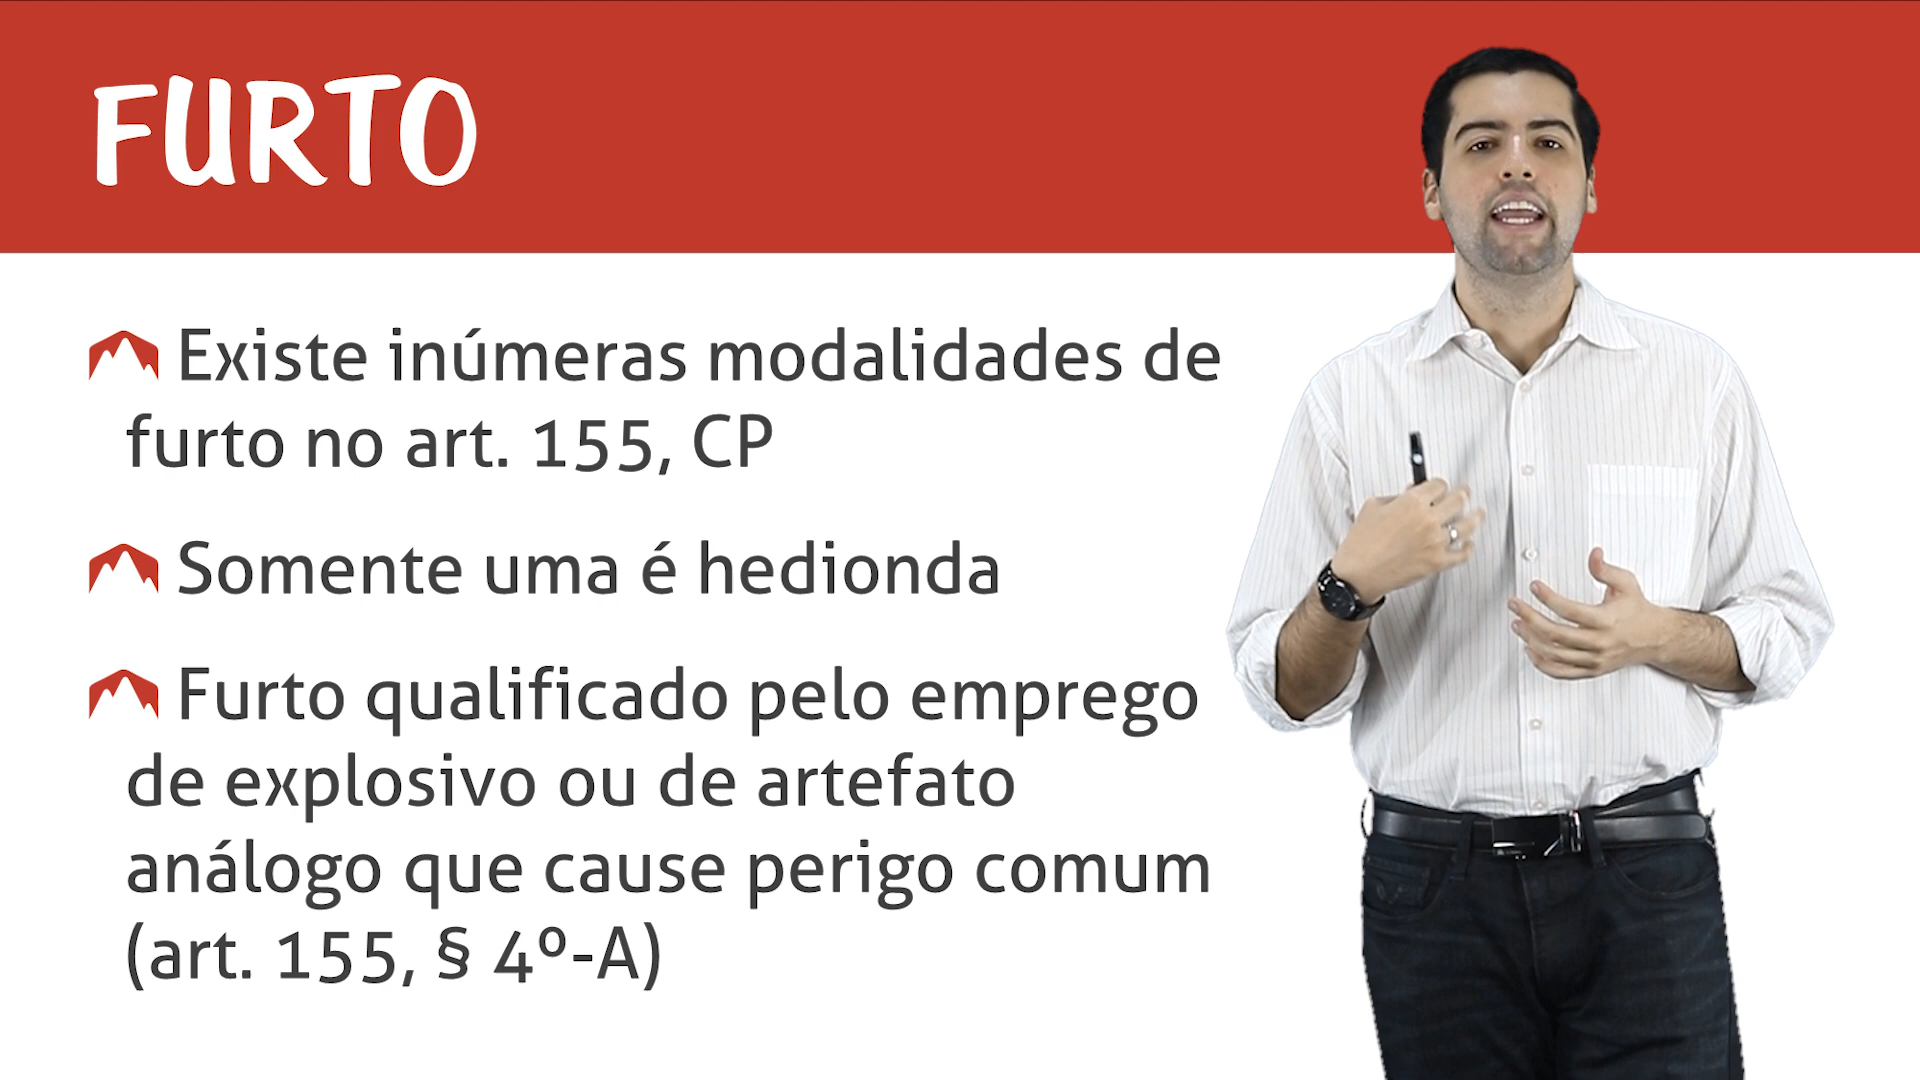 FURTO
Existe inúmeras modalidades de
furto no art. 155, CP
Somente uma é hedionda
Furto qualificado pelo emprego
de explosivo ou de artefato
análogo que cause perigo comum
(art. 155, § 4º-A)